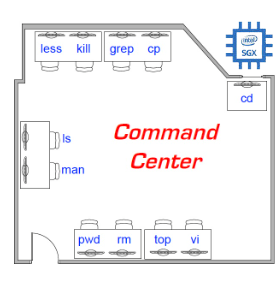 less kill grep cp
intel
SGX
cd
ls
Command
Center
man
pwd rm top vi